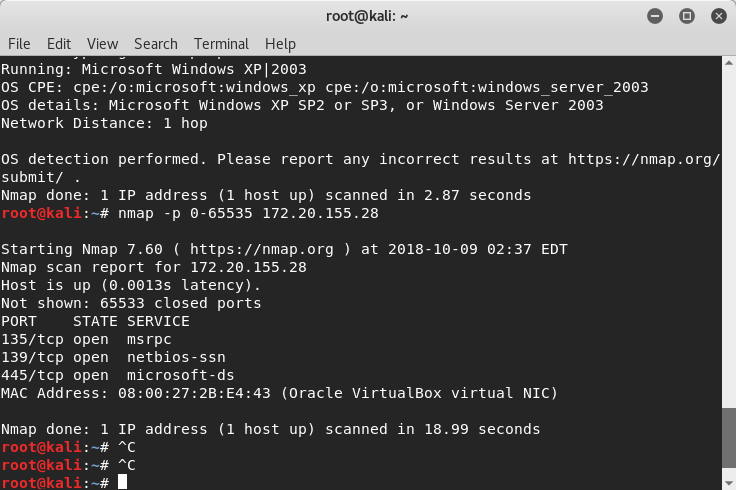 root@kali: ~
File Edit View Search Terminal Help
Running: Microsoft Windows XP|2003
OS CPE: cpe:/o:microsoft:windows_xp cpe:/o:microsoft:windows_server_2003
OS details: Microsoft Windows XP SP2 or SP3, or Windows Server 2003
Network Distance: 1 hop
OS detection performed. Please report any incorrect results at https://nmap.org/
submit/ .
Nmap done: 1 IP address (1 host up) scanned in 2.87 seconds
root@kali:~# nmap -p 0-65535 172.20.155.28
Starting Nmap 7.60 ( https://nmap.org ) at 2018-10-09 02:37 EDT
Nmap scan report for 172.20.155.28
Host is up (0.0013s latency).
Not shown: 65533 closed ports
PORT    STATE SERVICE
135/tcp open  msrpc
139/tcp open  netbios-ssn
445/tcp open  microsoft-ds
MAC Address: 08:00:27:2B:E4:43 (Oracle VirtualBox virtual NIC)
Nmap done: 1 IP address (1 host up) scanned in 18.99 seconds
root@kali:~# ^C
root@kali:~# ^C
root@kali:~#